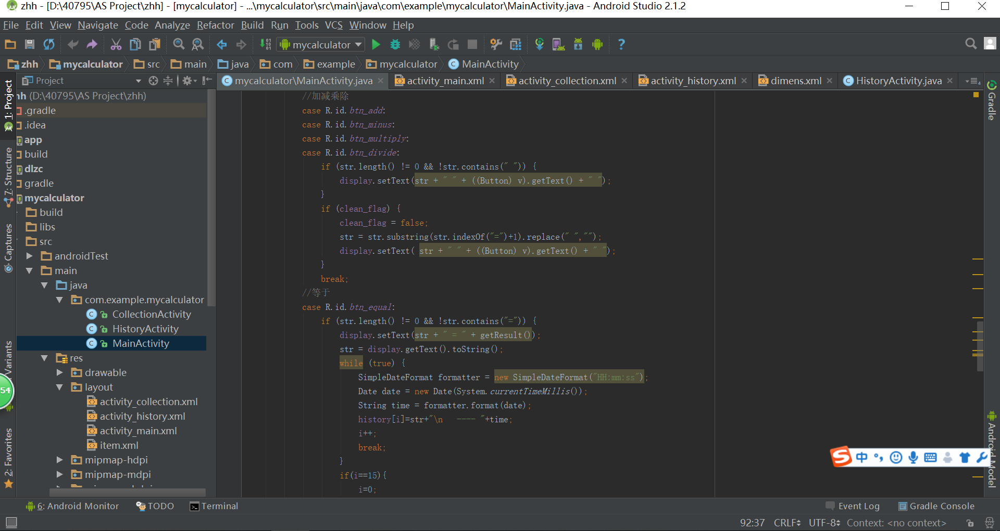 zhh - [D:\40795\AS Project\zhh] - [mycalculator] - ...\mycalculator\src\main\java\com\example\mycalculator\MainActivity.java - Android Studio 2.1.2
File Edit View Navigate Code Analyze Refactor Build Run Tools VCS Window Help
mycalculator
zhh mycalculator src main java com example mycalculator MainActivity
Project
mycalculator\MainActivity.java activity_main.xml activity_collection.xml activity_history.xml dimens.xml HistoryActivity.java
1: Project
7: Structure
Captures
Variants
2: Favorites
54
hh (D:\40795\AS Project\zhh)
.gradle
.idea
app
build
dlzc
gradle
mycalculator
build
libs
src
androidTest
main
java
com.example.mycalculator
CollectionActivity
HistoryActivity
MainActivity
res
drawable
layout
activity_collection.xml
activity_history.xml
activity_main.xml
item.xml
mipmap-hdpi
mipmap-mdpi
//加减乘除
case R.id.btn_add:
case R.id.btn_minus:
case R.id.btn_multiply:
case R.id.btn_divide:
if (str.length() != 0 && !str.contains(" ")) {
display.setText(str + " " + ((Button) v).getText() + " ");
}
if (clean_flag) {
clean_flag = false;
str = str.substring(str.indexOf("=")+1).replace(" ","");
display.setText( str + " " + ((Button) v).getText() + " ");
}
break;
//等于
case R.id.btn_equal:
if (str.length() != 0 && !str.contains("=")) {
display.setText(str + " = " + getResult());
str = display.getText().toString();
while (true) {
SimpleDateFormat formatter = new SimpleDateFormat("HH:mm:ss");
Date date = new Date(System.currentTimeMillis());
String time = formatter.format(date);
history[i]=str+"\n   ---- "+time;
i++;
break;
}
if(i==15){
i=0;
Gradle
Android Model
中
6: Android Monitor TODO Terminal Event Log Gradle Console
92:37 CRLF UTF-8 Context: <no context>